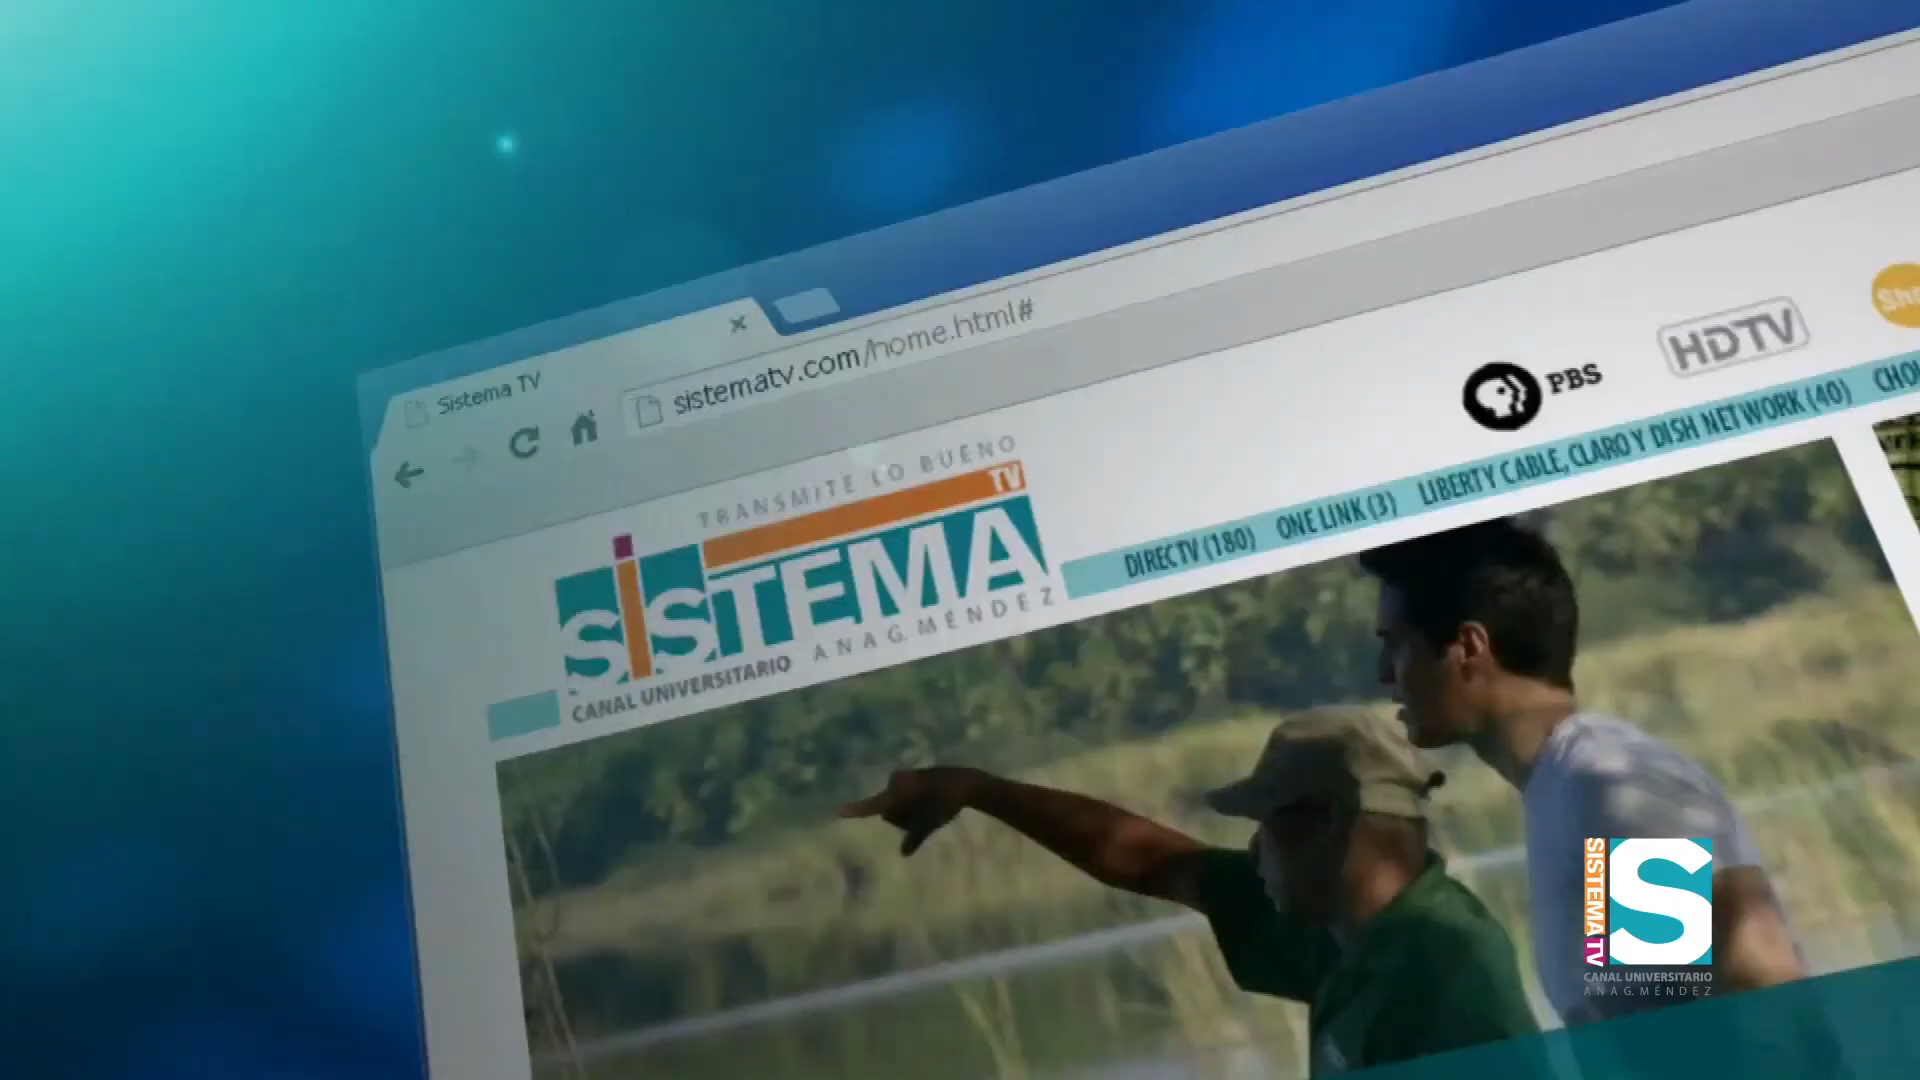 Sistema TV
sistematv.com/home.html#
PBS
HDTV
TRANSMITE LO BUENO
TV
SISTEMA
CANAL UNIVERSITARIO ANA G. MÉNDEZ
DIRECTV (180) ONE LINK (3) LIBERTY CABLE, CLARO Y DISH NETWORK (40)
SISTEMA TV
S
CANAL UNIVERSITARIO
ANA G. MÉNDEZ